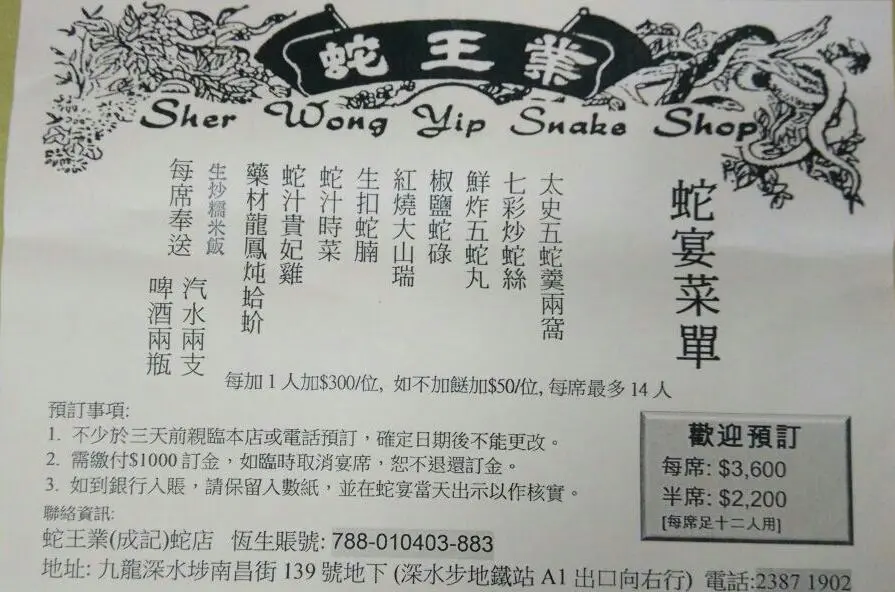 蛇王業
Sher Wong Yip Snake Shop
蛇宴菜單
太史五蛇羹兩窩
七彩炒蛇絲
鮮炸五蛇丸
椒鹽蛇碌
紅燒大山瑞
生扣蛇腩
蛇汁時菜
蛇汁貴妃雞
藥材龍鳳炖蛤蚧
生炒糯米飯
每席奉送
汽水兩支
啤酒兩瓶
每加1人加$300/位, 如不加餸加$50/位, 每席最多14人
預訂事項:
1. 不少於三天前親臨本店或電話預訂，確定日期後不能更改。
2. 需繳付$1000訂金，如臨時取消宴席，恕不退還訂金。
3. 如到銀行入賬，請保留入數紙，並在蛇宴當天出示以作核實。
歡迎預訂
每席: $3,600
半席: $2,200
[每席足十二人用]
聯絡資訊:
蛇王業(成記)蛇店 恆生賬號: 788-010403-883
地址: 九龍深水埗南昌街139號地下 (深水步地鐵站A1出口向右行) 電話:2387 1902